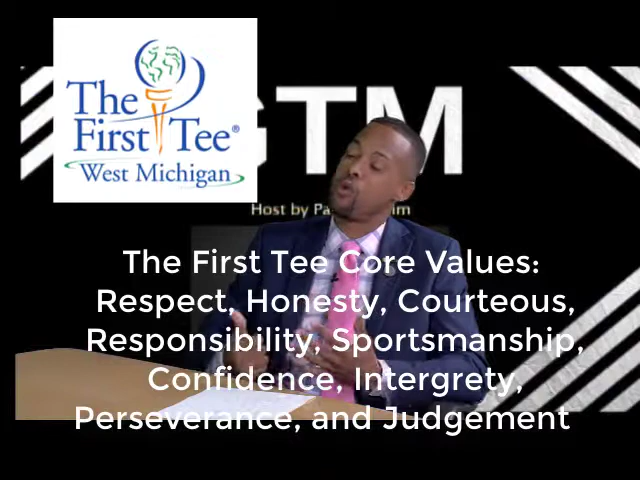 The
First Tee®
West Michigan
GTM
Host by
The First Tee Core Values:
Respect, Honesty, Courteous,
Responsibility, Sportsmanship,
Confidence, Intergrety,
Perseverance, and Judgement